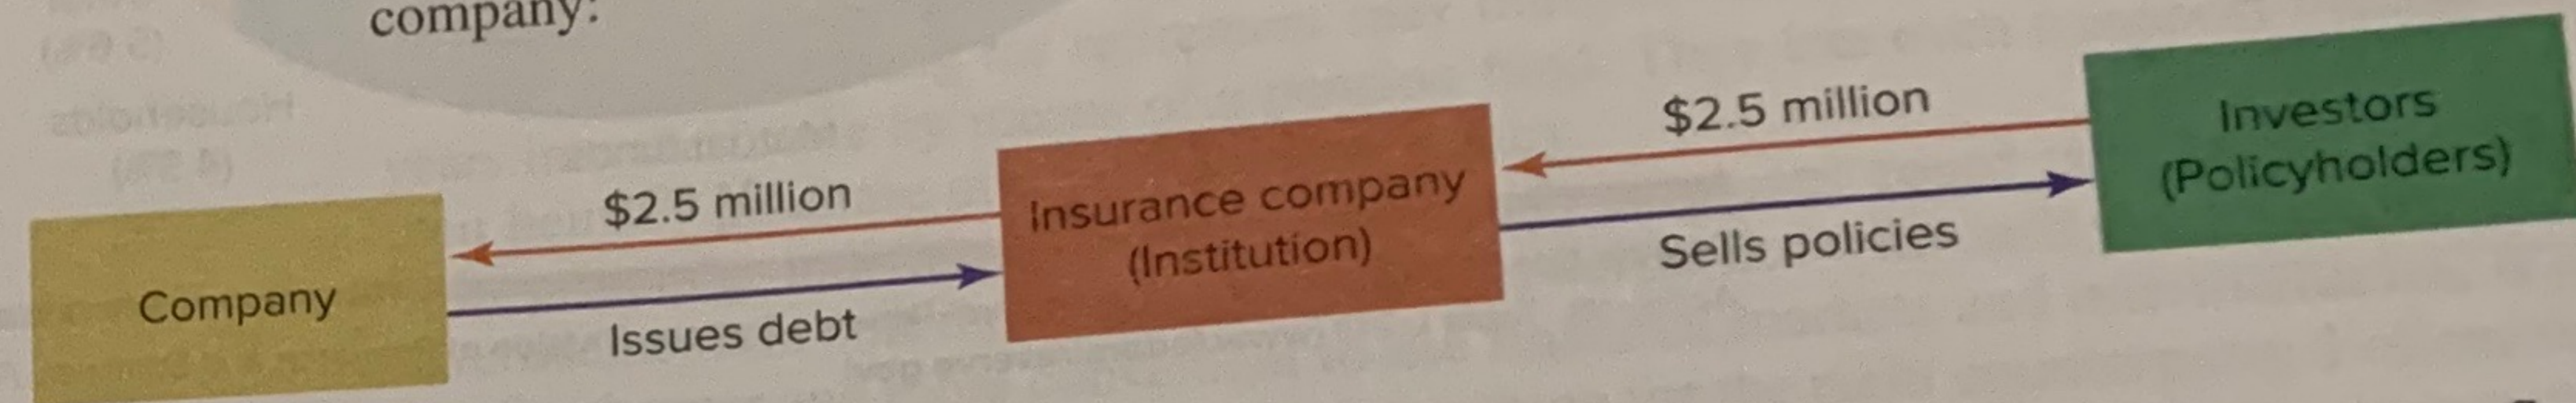 company:
$2.5 million
Investors
(Policyholders)
$2.5 million
Insurance company
(Institution)
Sells policies
Company
Issues debt